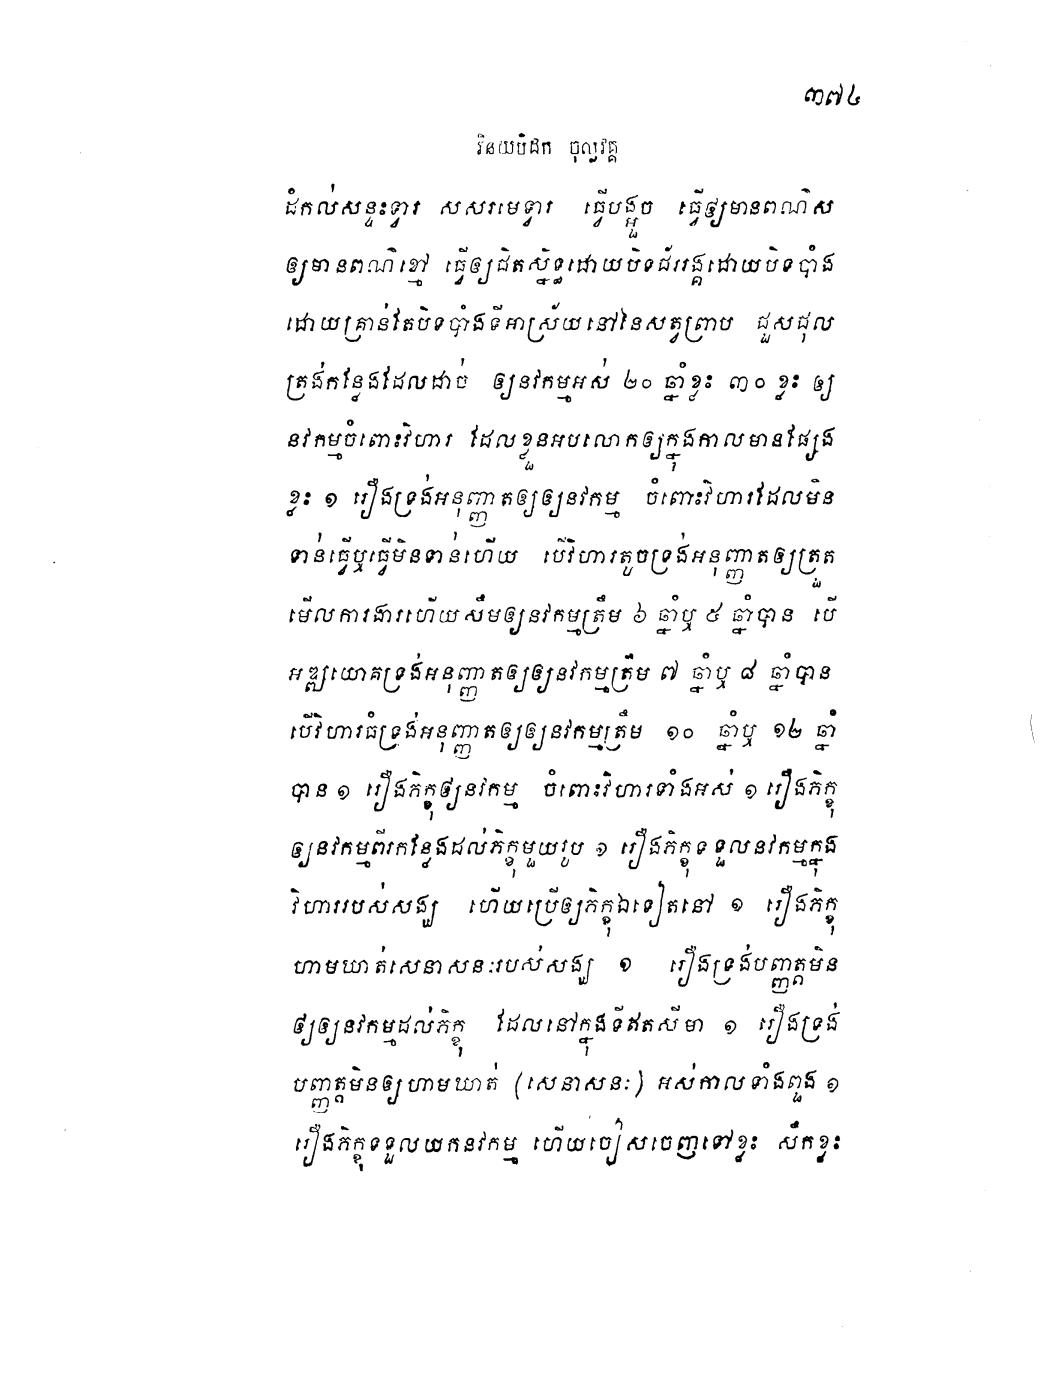 ៣៧៤
វិនយបិដក ចុល្លវគ្គ
ដំកល់សន្ទះទ្វារ សសរមេទ្វារ ធ្វើបង្អួច ធ្វើឲ្យមានពណ៌ស
ឲ្យមានពណ៌ខ្មៅ ធ្វើឲ្យជិតស្និទ្ធដោយបិទជ័ររង្គដោយបិទបាំង
ដោយគ្រាន់តែបិទបាំងទីអាស្រ័យនៅនៃសត្វព្រាប ជួសជុល
ត្រង់កន្លែងដែលដាច់ ឲ្យនវកម្មអស់ ២០ ឆ្នាំខ្លះ ៣០ ខ្លះ ឲ្យ
នវកម្មចំពោះវិហារ ដែលខ្លួនអបលោកឲ្យក្នុងកាលមានផ្សែង
ខ្លះ ១ រឿងទ្រង់អនុញ្ញាតឲ្យឲ្យនវកម្ម ចំពោះវិហារដែលមិន
ទាន់ធ្វើឬធ្វើមិនទាន់ហើយ បើវិហារតូចទ្រង់អនុញ្ញាតឲ្យត្រួត
មើលការងារហើយសឹមឲ្យនវកម្មត្រឹម ៦ ឆ្នាំឬ ៥ ឆ្នាំបាន បើ
អឌ្ឍយោគទ្រង់អនុញ្ញាតឲ្យឲ្យនវកម្មត្រឹម ៧ ឆ្នាំឬ ៨ ឆ្នាំបាន
បើវិហារធំទ្រង់អនុញ្ញាតឲ្យឲ្យនវកម្មត្រឹម ១០ ឆ្នាំឬ ១២ ឆ្នាំ
បាន ១ រឿងភិក្ខុឲ្យនវកម្ម ចំពោះវិហារទាំងអស់ ១ រឿងភិក្ខុ
ឲ្យនវកម្មពីរកន្លែងដល់ភិក្ខុមួយរូប ១ រឿងភិក្ខុទទួលនវកម្មក្នុង
វិហាររបស់សង្ឃ ហើយប្រើឲ្យភិក្ខុឯទៀតនៅ ១ រឿងភិក្ខុ
ហាមឃាត់សេនាសនៈរបស់សង្ឃ ១ រឿងទ្រង់បញ្ញត្តមិន
ឲ្យឲ្យនវកម្មដល់ភិក្ខុ ដែលនៅក្នុងទីឥតសីមា ១ រឿងទ្រង់
បញ្ញត្តមិនឲ្យហាមឃាត់ (សេនាសនៈ) អស់កាលទាំងពួង ១
រឿងភិក្ខុទទួលយកនវកម្ម ហើយចៀសចេញទៅខ្លះ សឹកខ្លះ